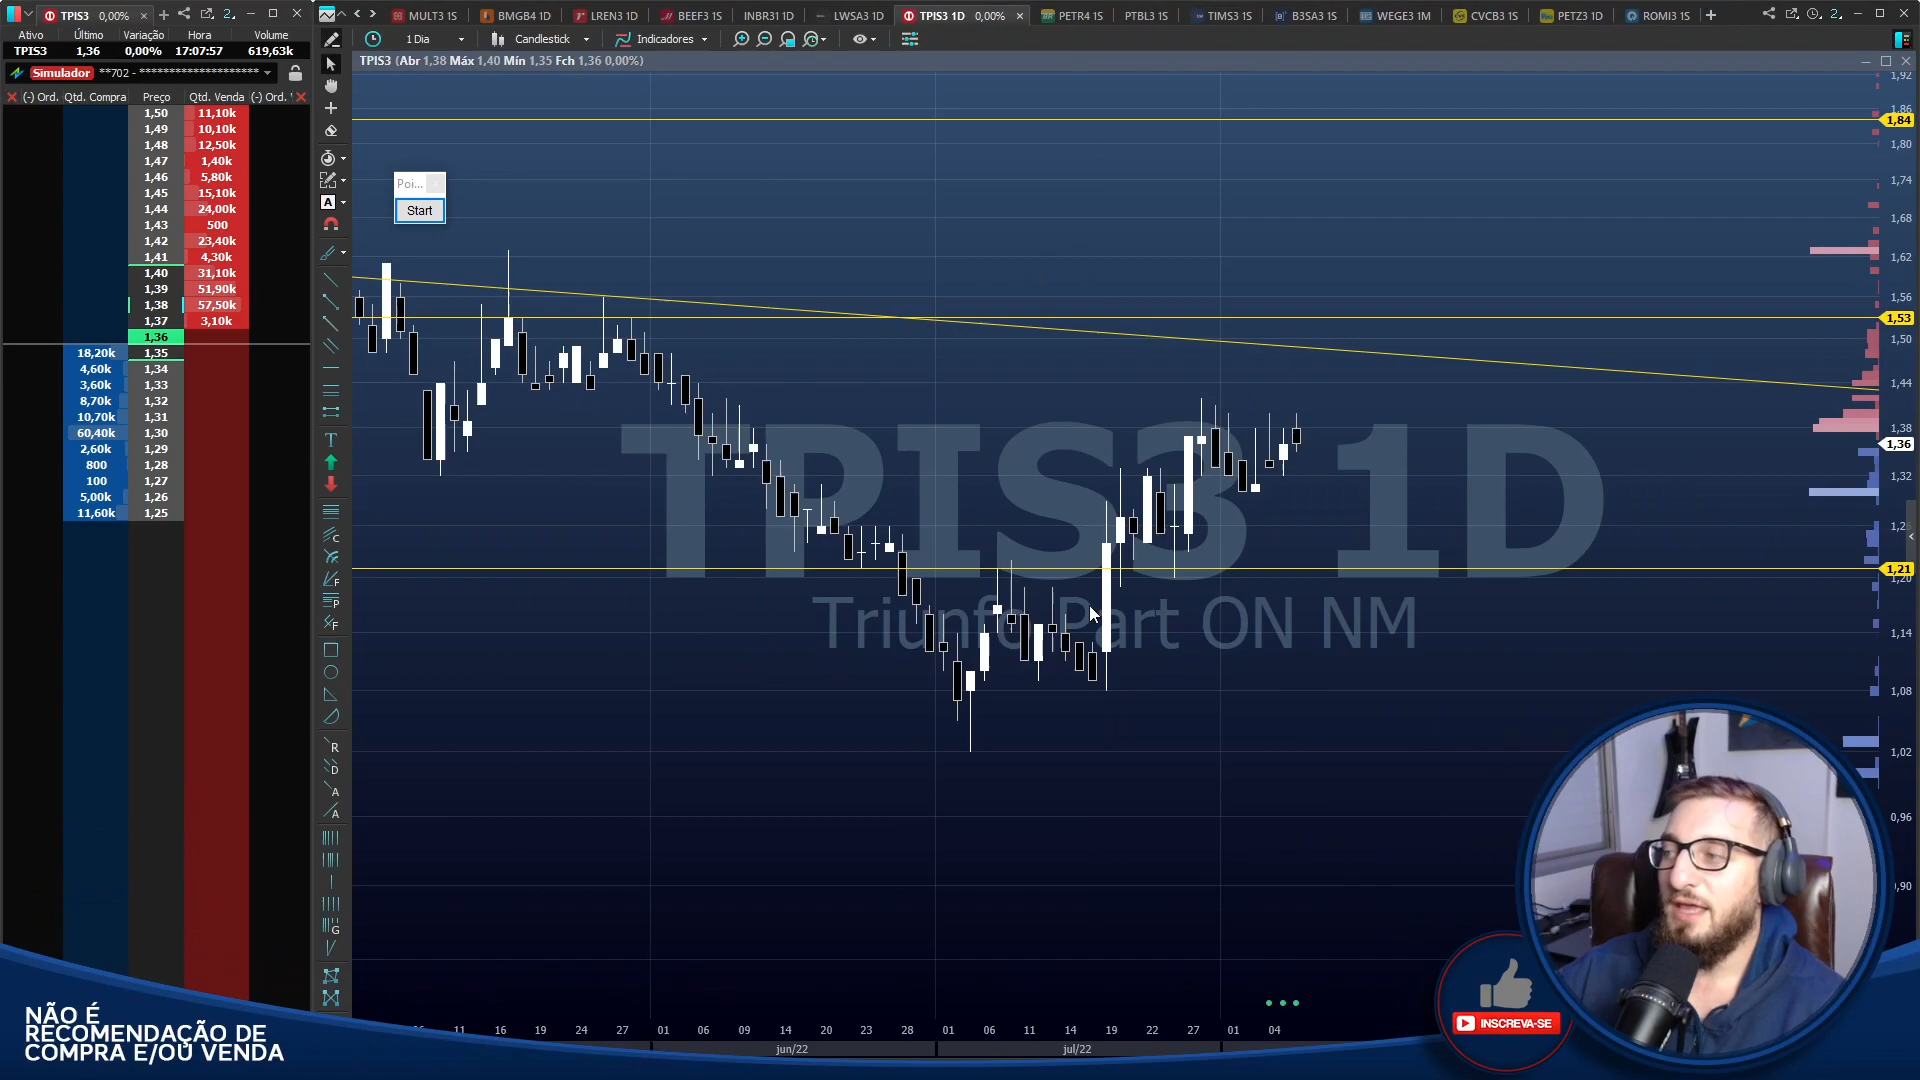 TPIS3 0,00%
Ativo Último Variação Hora Volume
TPIS3 1,36 0,00% 17:07:57 619,63k
Simulador **702 - ********************
(-) Ord. Qtd. Compra Preço Qtd. Venda (-) Ord.
1,50 11,10k
1,49 10,10k
1,48 12,50k
1,47 1,40k
1,46 5,80k
1,45 15,10k
1,44 24,00k
1,43 500
1,42 23,40k
1,41 4,30k
1,40 31,10k
1,39 51,90k
1,38 57,50k
1,37 3,10k
1,36
18,20k 1,35
4,60k 1,34
3,60k 1,33
8,70k 1,32
10,70k 1,31
60,40k 1,30
2,60k 1,29
800 1,28
100 1,27
5,00k 1,26
11,60k 1,25
MULT3 1S BMGB4 1D LREN3 1D BEEF3 1S INBR31 1D LWSA3 1D TPIS3 1D 0,00% PETR4 1S PTBL3 1S TIMS3 1S B3SA3 1S WEGE3 1M CVCB3 1S PETZ3 1D ROMI3 1S
1 Dia Candlestick Indicadores
TPIS3 (Abr 1,38 Máx 1,40 Mín 1,35 Fch 1,36 0,00%)
Poi...
Start
TPIS3 1D
Triunfo Part ON NM
1,92
1,86
1,84
1,80
1,74
1,68
1,62
1,56
1,53
1,50
1,44
1,38
1,36
1,32
1,21
1,20
1,14
1,08
1,02
0,96
11 16 19 24 27 01 06 09 14 20 23 28 01 06 11 14 19 22 27 01 04
jun/22 jul/22
NÃO É
RECOMENDAÇÃO DE
COMPRA E/OU VENDA
INSCREVA-SE